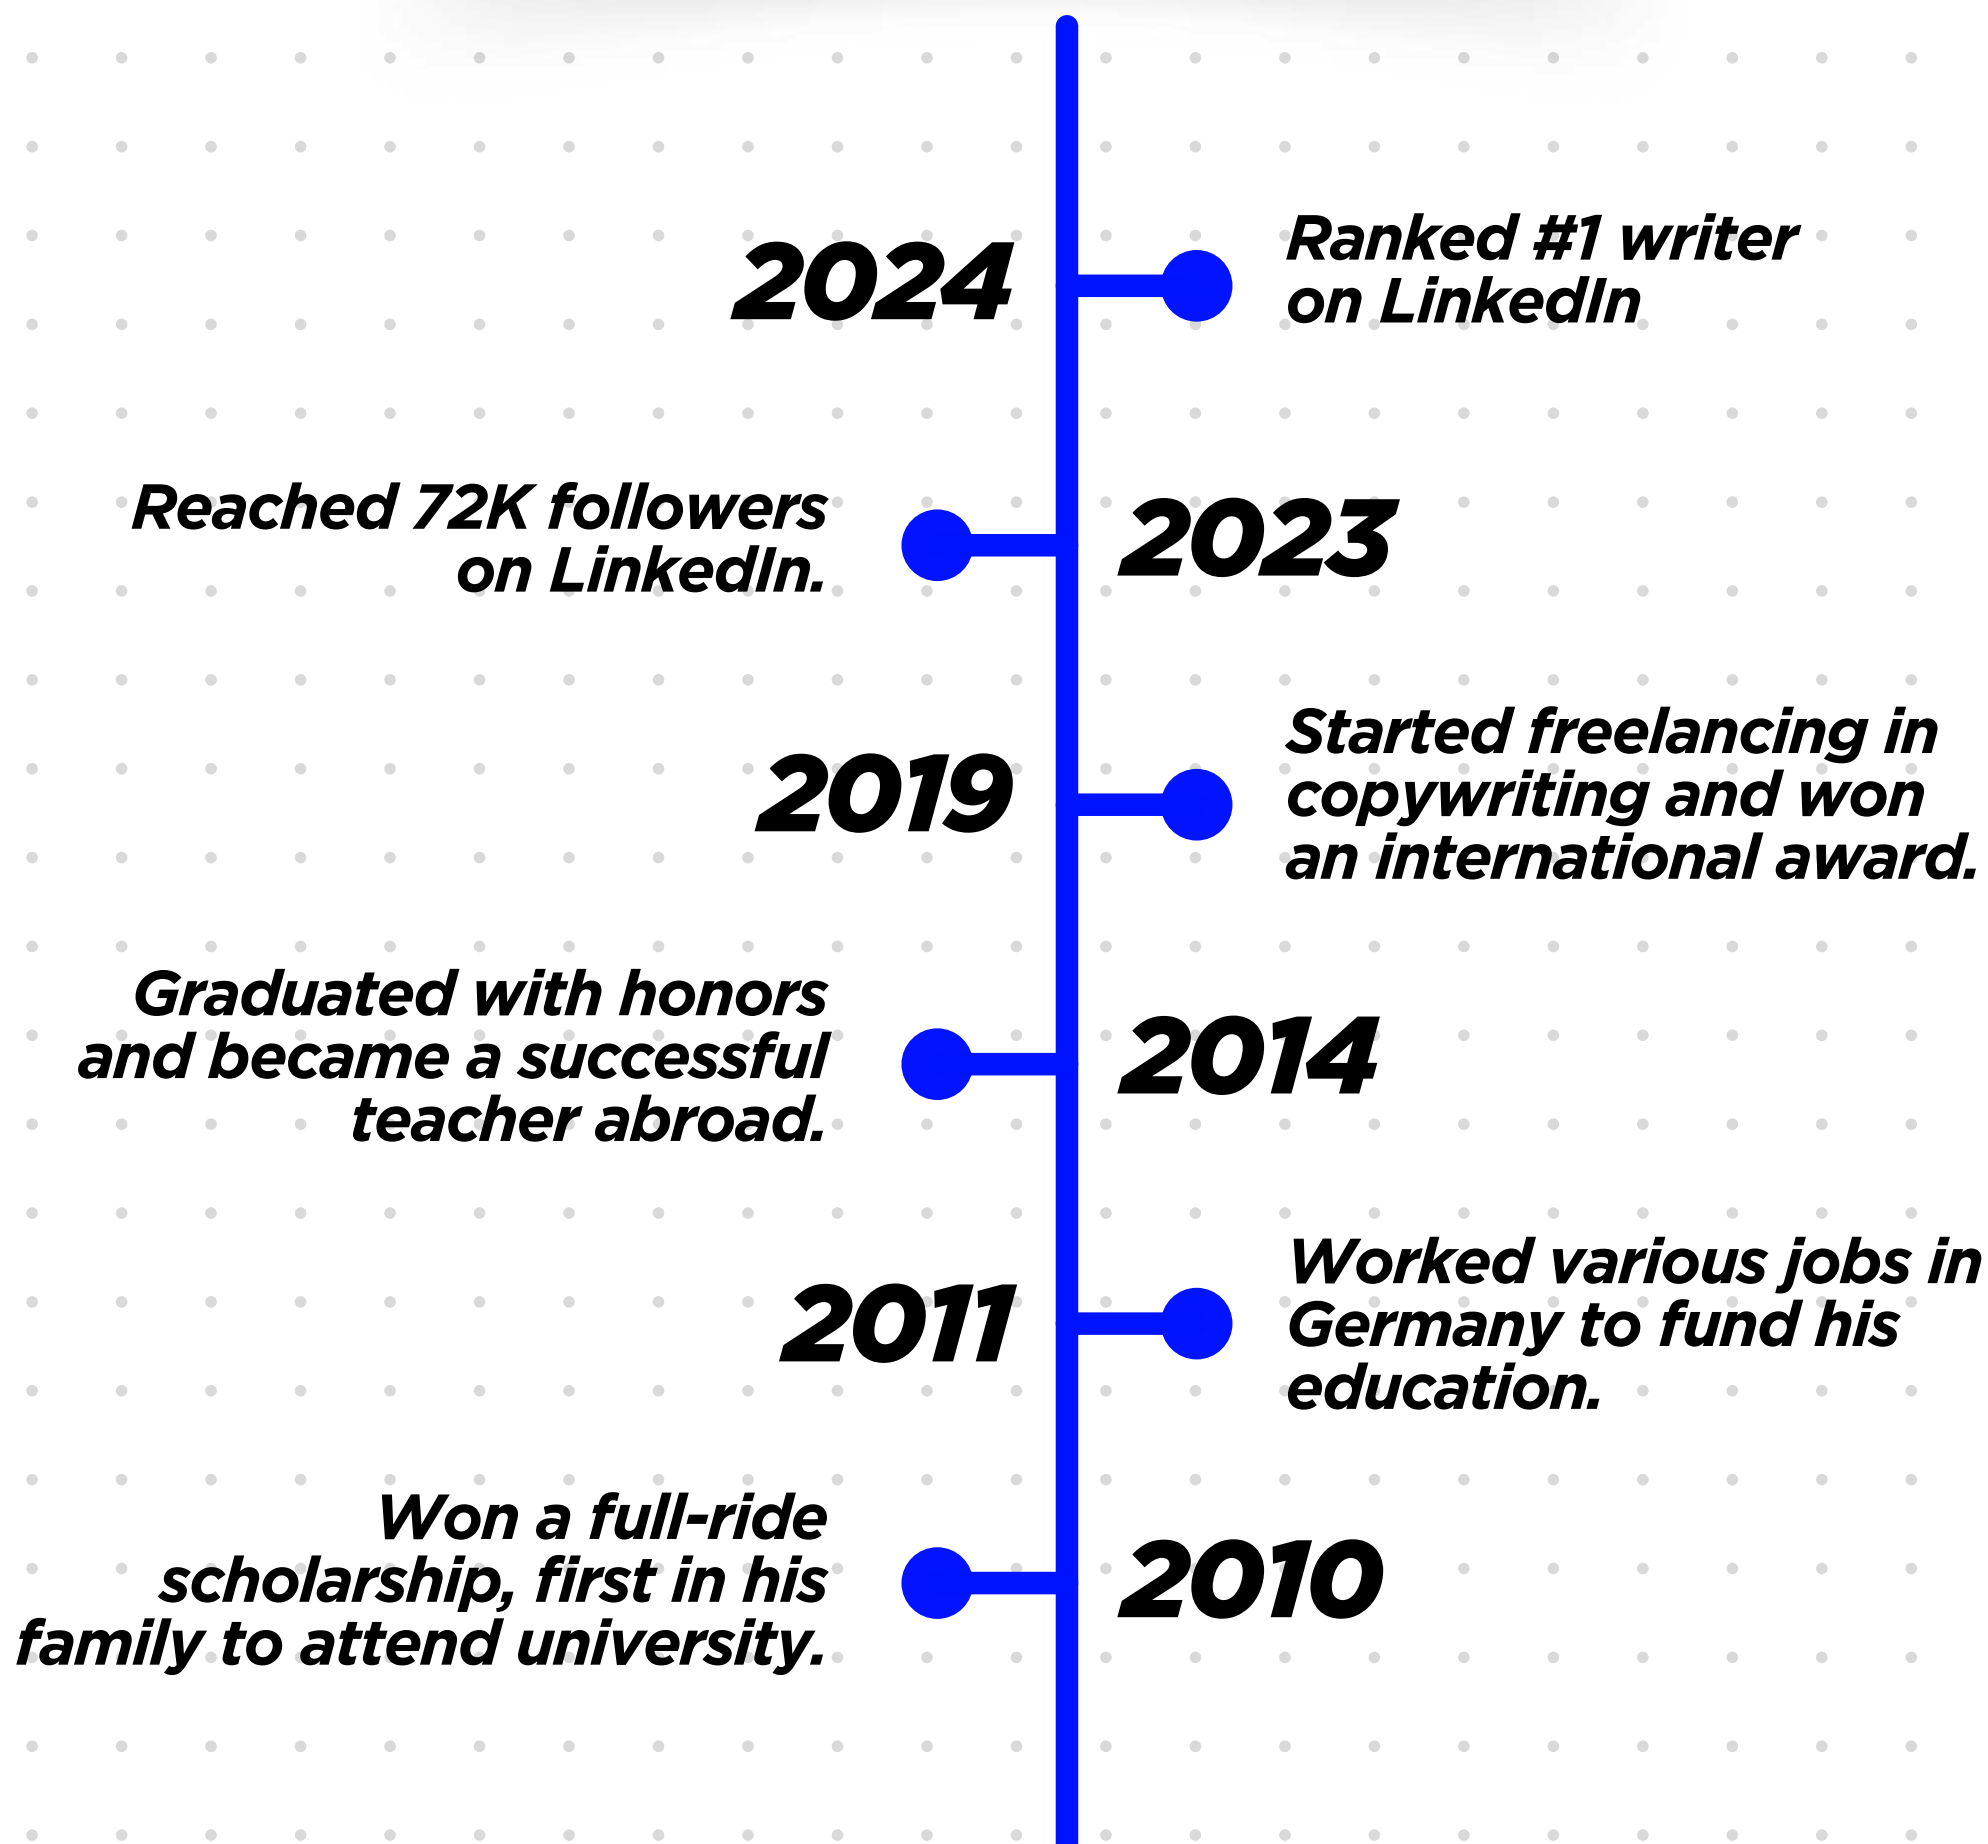 2024
Ranked #1 writer
on LinkedIn
Reached 72K followers
on LinkedIn.
2023
2019
Started freelancing in
copywriting and won
an international award.
Graduated with honors
and became a successful
teacher abroad.
2014
2011
Worked various jobs in
Germany to fund his
education.
Won a full-ride
scholarship, first in his
family to attend university.
2010